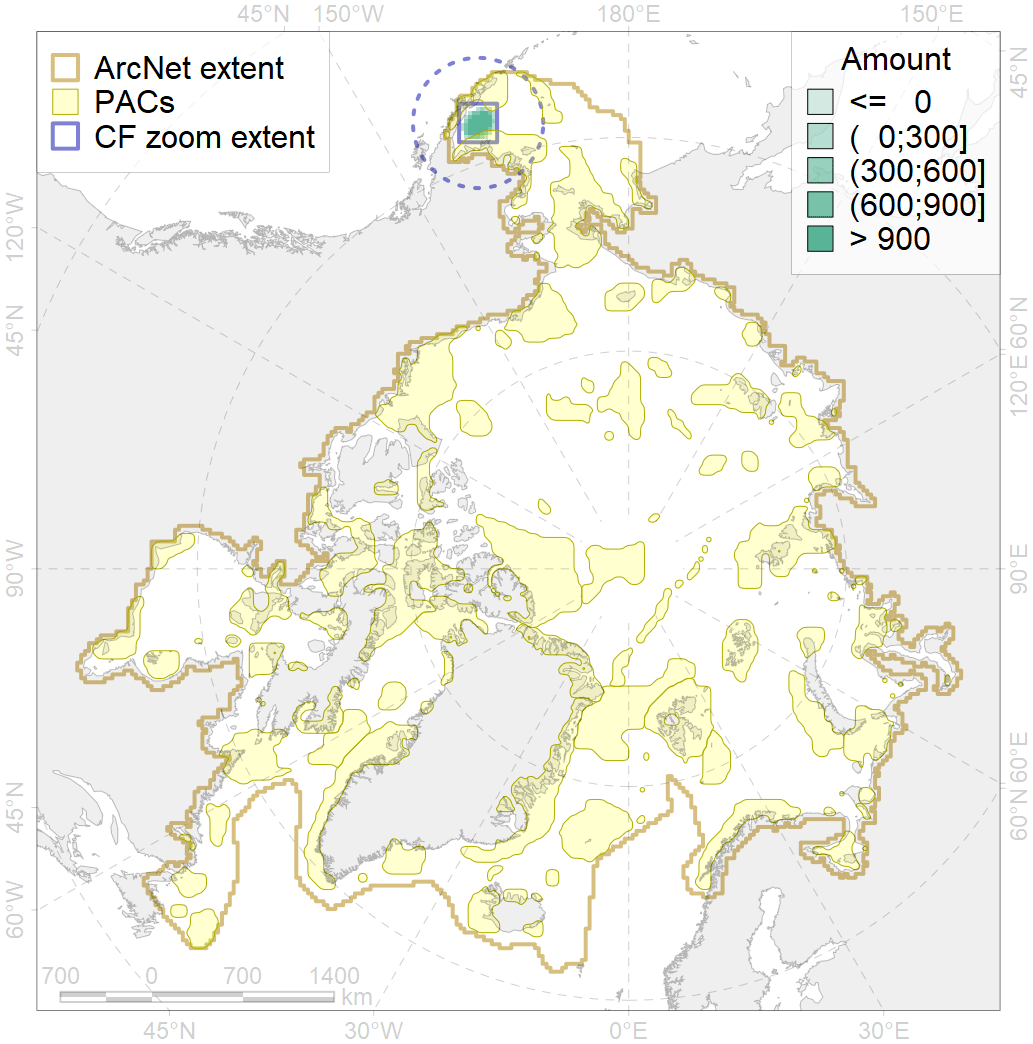 45°N 150°W 180°E 150°E
ArcNet extent
PACs
CF zoom extent
Amount
<= 0
( 0;300]
(300;600]
(600;900]
> 900
120°W
45°N
90°W
45°N
60°W
45°N
60°N
120°E
90°E
60°E
60°N
700 0 700 1400
km
45°W 30°W 0°E 30°E